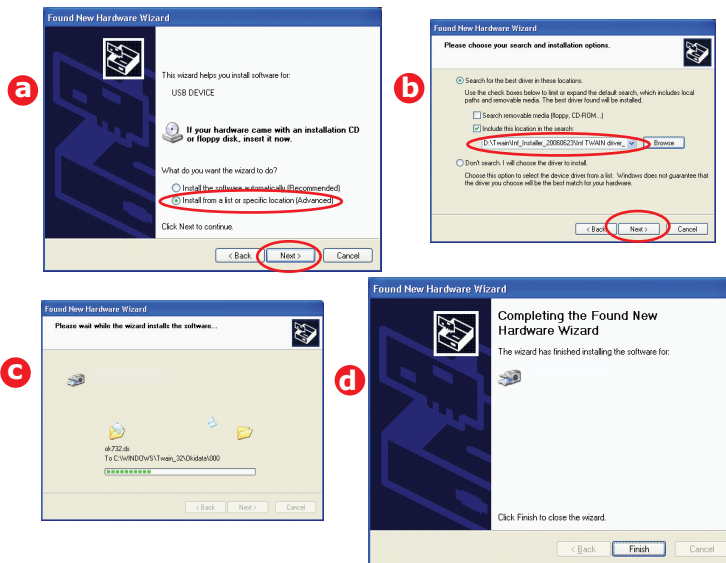 a
Found New Hardware Wizard
This wizard helps you install software for:
USB DEVICE
If your hardware came with an installation CD
or floppy disk, insert it now.
What do you want the wizard to do?
Install the software automatically (Recommended)
Install from a list or specific location (Advanced)
Click Next to continue.
< Back
Next >
Cancel
b
Found New Hardware Wizard
Please choose your search and installation options.
Search for the best driver in these locations.
Use the check boxes below to limit or expand the default search, which includes local
paths and removable media. The best driver found will be installed.
Search removable media (floppy, CD-ROM...)
Include this location in the search:
D:\Twain\Inf_Installer_20060623\Inf TWAIN driver_
Browse
Don't search. I will choose the driver to install.
Choose this option to select the device driver from a list. Windows does not guarantee that
the driver you choose will be the best match for your hardware.
< Back
Next >
Cancel
c
Found New Hardware Wizard
Please wait while the wizard installs the software...
ok732.ds
To C:\WINDOWS\Twain_32\Okidata\000
< Back
Next >
Cancel
d
Found New Hardware Wizard
Completing the Found New
Hardware Wizard
The wizard has finished installing the software for:
Click Finish to close the wizard.
< Back
Finish
Cancel